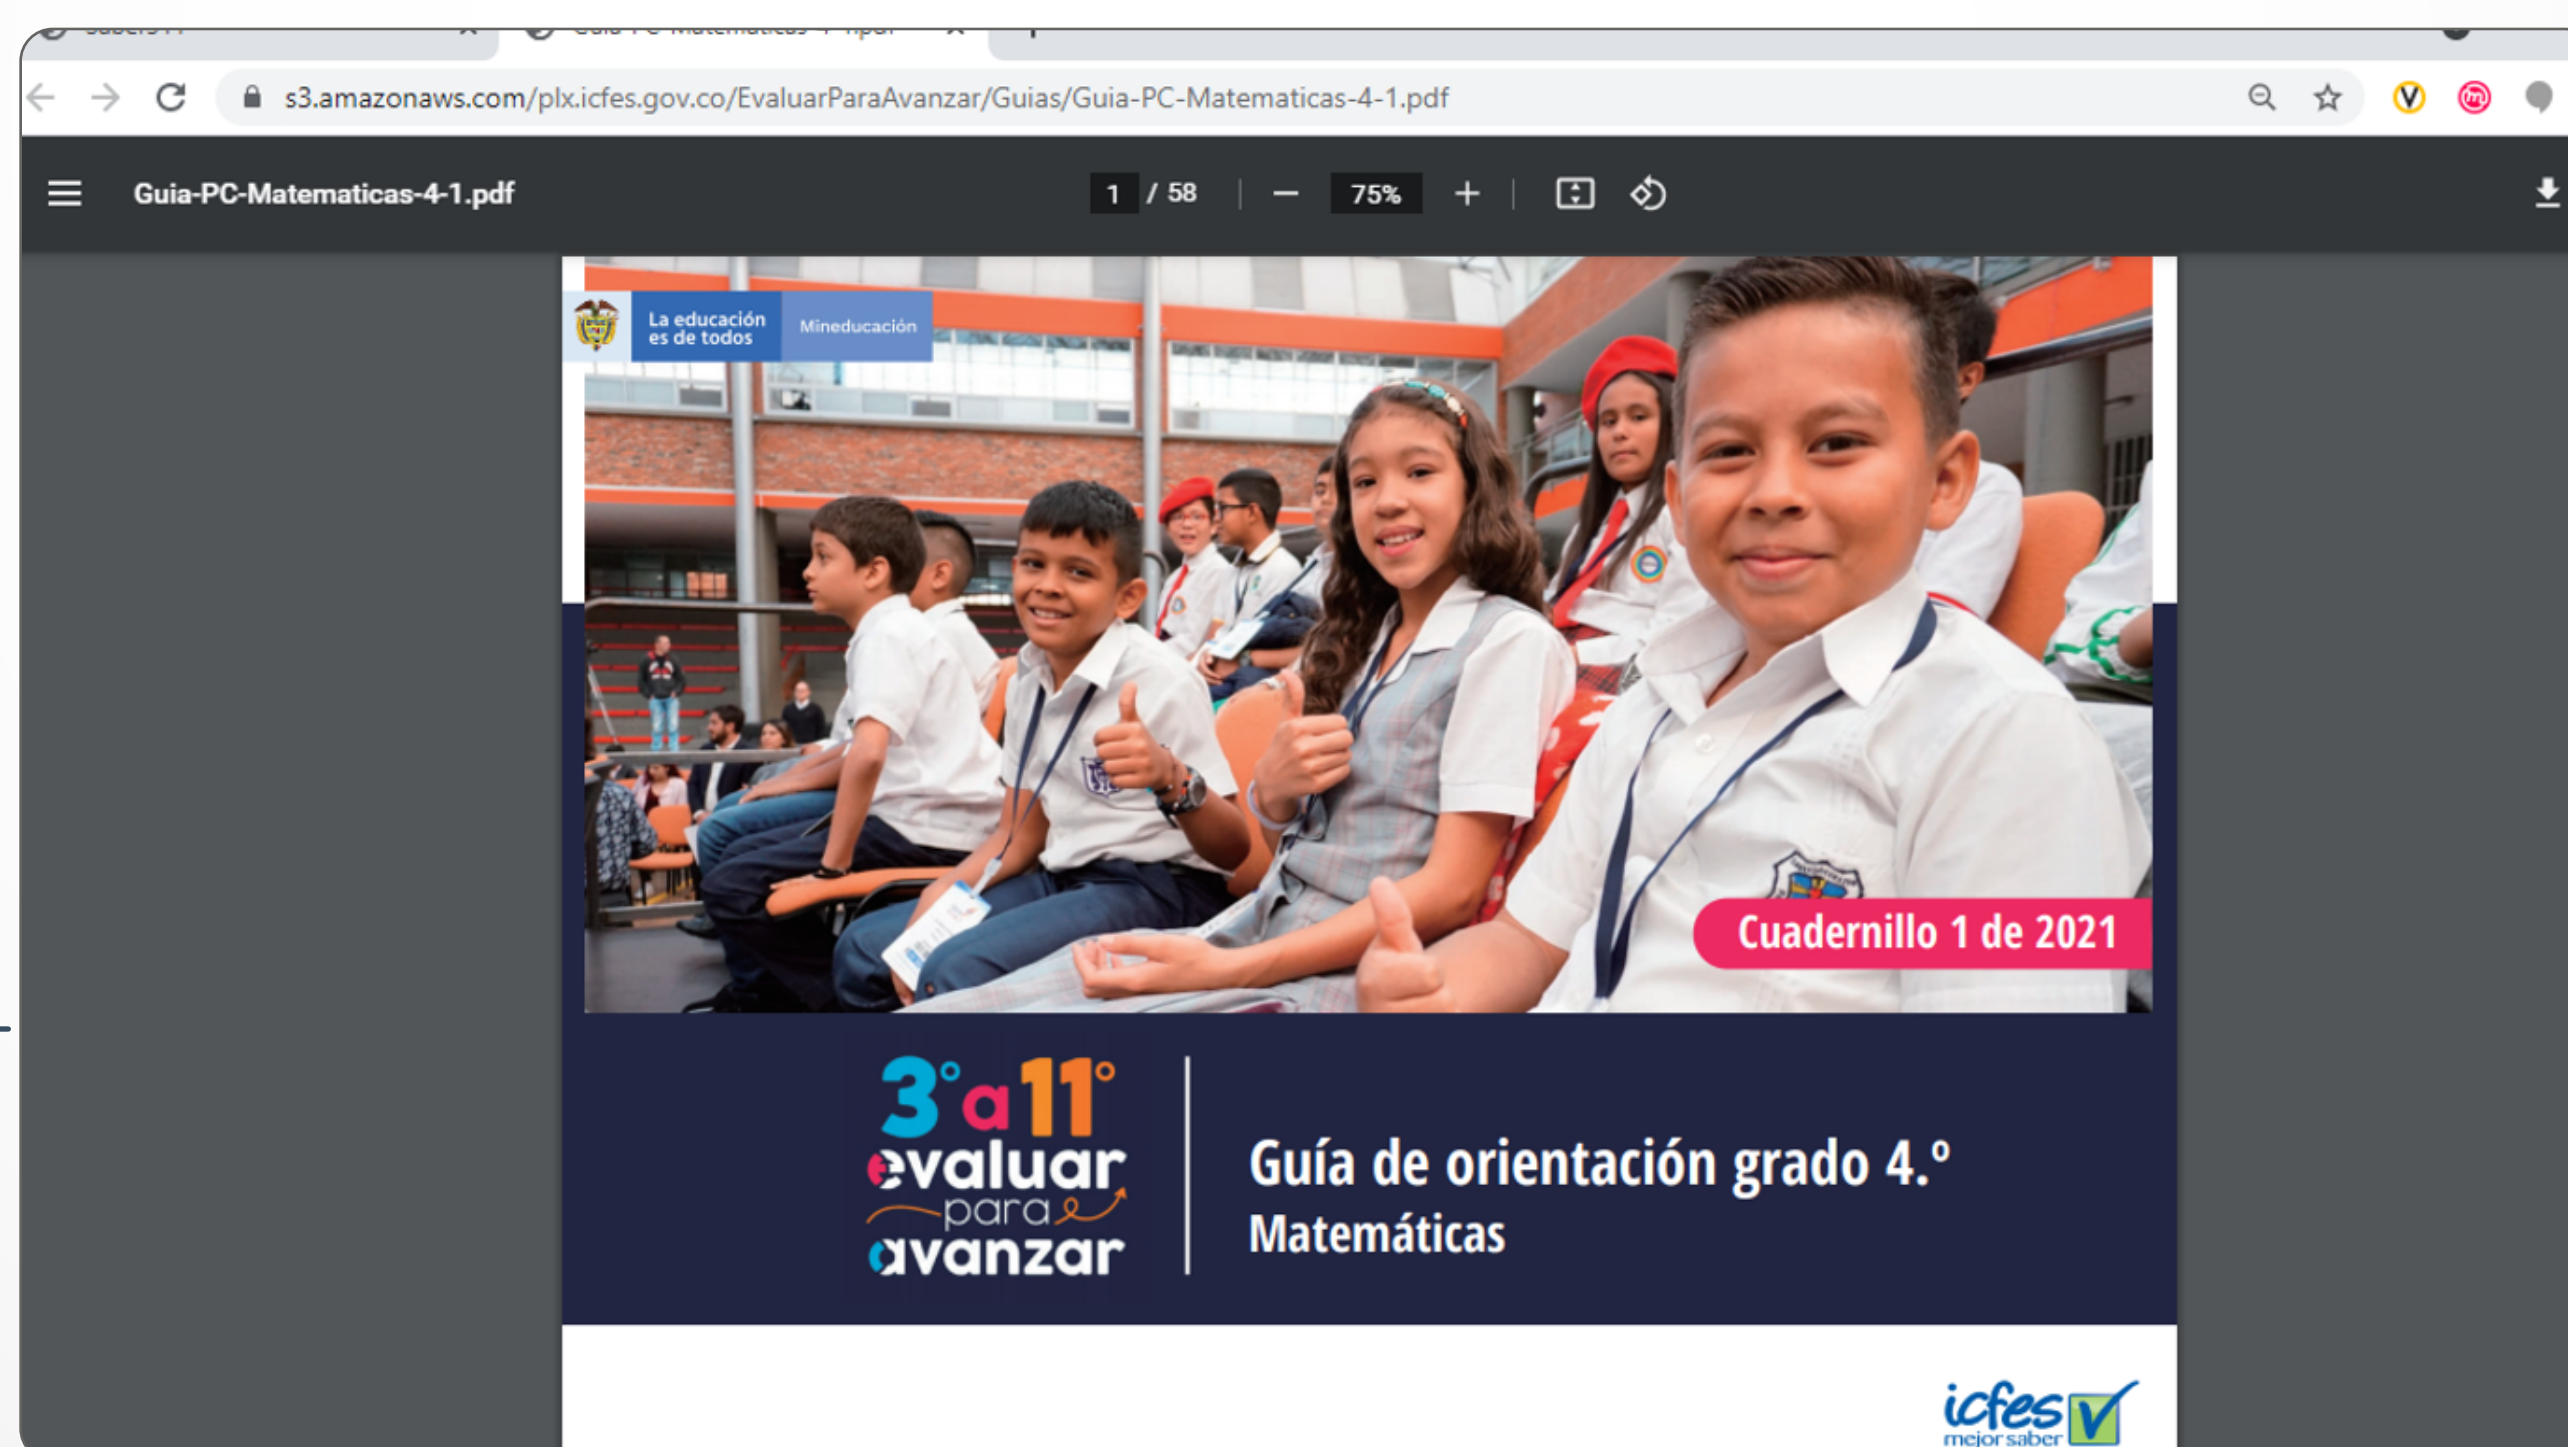 s3.amazonaws.com/plx.icfes.gov.co/EvaluarParaAvanzar/Guias/Guia-PC-Matematicas-4-1.pdf
Guia-PC-Matematicas-4-1.pdf
1 / 58
75%
La educación
es de todos
Mineducación
Cuadernillo 1 de 2021
3° a 11°
evaluar
para
avanzar
Guía de orientación grado 4.º
Matemáticas
icfes
mejor saber